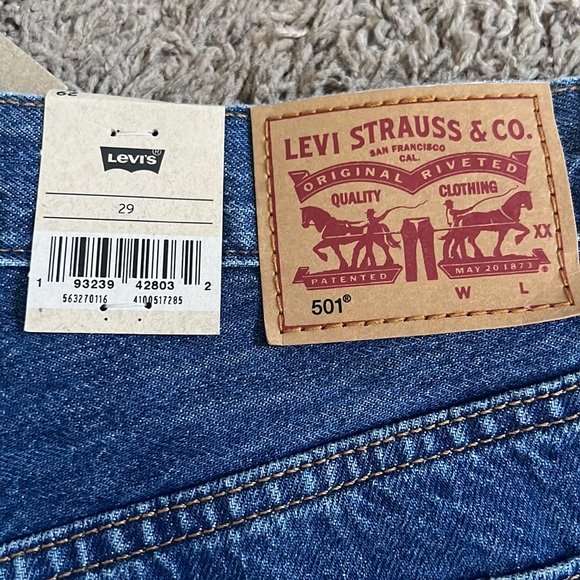 29
LEVI'S®
29
1 93239 42803 2
563270116 4100517285
LEVI STRAUSS & CO.
SAN FRANCISCO
CAL.
ORIGINAL RIVETED
QUALITY CLOTHING
XX
PATENTED MAY 20 1873
501® W L